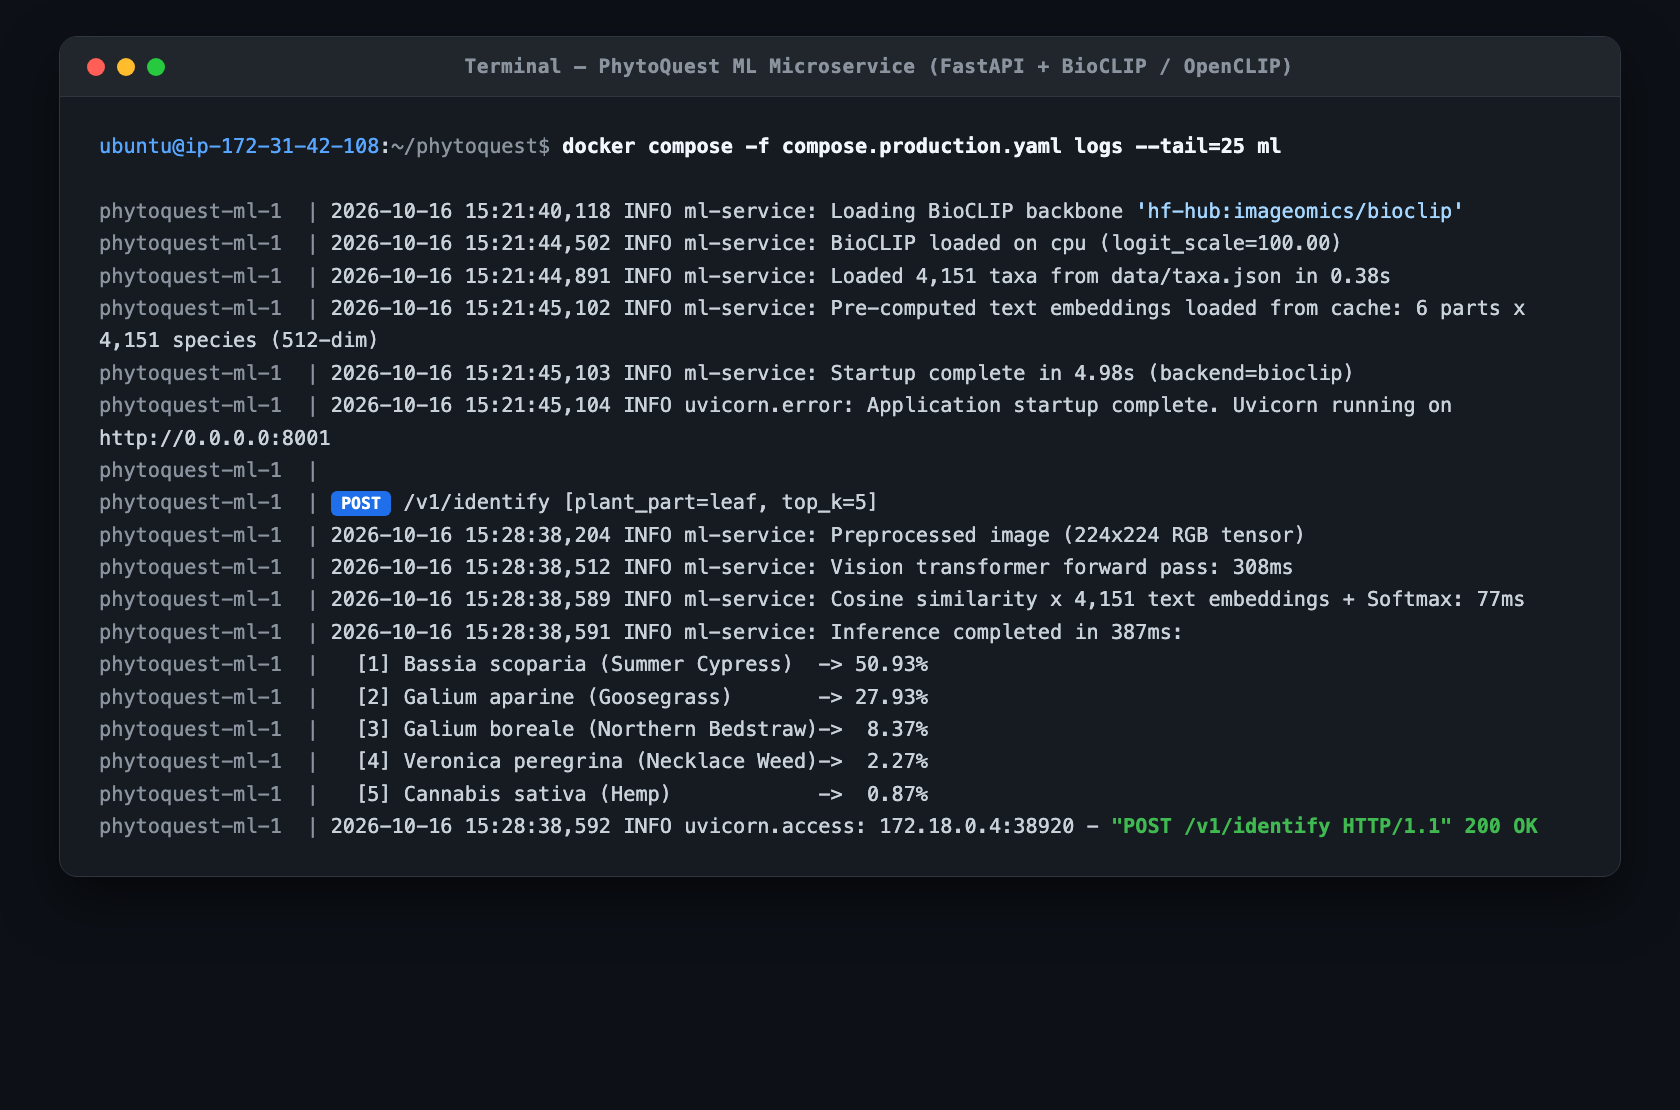 Terminal — PhytoQuest ML Microservice (FastAPI + BioCLIP / OpenCLIP)
ubuntu@ip-172-31-42-108:~/phytoquest$ docker compose -f compose.production.yaml logs --tail=25 ml
phytoquest-ml-1  | 2026-10-16 15:21:40,118 INFO ml-service: Loading BioCLIP backbone 'hf-hub:imageomics/bioclip'
phytoquest-ml-1  | 2026-10-16 15:21:44,502 INFO ml-service: BioCLIP loaded on cpu (logit_scale=100.00)
phytoquest-ml-1  | 2026-10-16 15:21:44,891 INFO ml-service: Loaded 4,151 taxa from data/taxa.json in 0.38s
phytoquest-ml-1  | 2026-10-16 15:21:45,102 INFO ml-service: Pre-computed text embeddings loaded from cache: 6 parts x
4,151 species (512-dim)
phytoquest-ml-1  | 2026-10-16 15:21:45,103 INFO ml-service: Startup complete in 4.98s (backend=bioclip)
phytoquest-ml-1  | 2026-10-16 15:21:45,104 INFO uvicorn.error: Application startup complete. Uvicorn running on
http://0.0.0.0:8001
phytoquest-ml-1  |
phytoquest-ml-1  | POST /v1/identify [plant_part=leaf, top_k=5]
phytoquest-ml-1  | 2026-10-16 15:28:38,204 INFO ml-service: Preprocessed image (224x224 RGB tensor)
phytoquest-ml-1  | 2026-10-16 15:28:38,512 INFO ml-service: Vision transformer forward pass: 308ms
phytoquest-ml-1  | 2026-10-16 15:28:38,589 INFO ml-service: Cosine similarity x 4,151 text embeddings + Softmax: 77ms
phytoquest-ml-1  | 2026-10-16 15:28:38,591 INFO ml-service: Inference completed in 387ms:
phytoquest-ml-1  |   [1] Bassia scoparia (Summer Cypress)  -> 50.93%
phytoquest-ml-1  |   [2] Galium aparine (Goosegrass)       -> 27.93%
phytoquest-ml-1  |   [3] Galium boreale (Northern Bedstraw)->  8.37%
phytoquest-ml-1  |   [4] Veronica peregrina (Necklace Weed)->  2.27%
phytoquest-ml-1  |   [5] Cannabis sativa (Hemp)            ->  0.87%
phytoquest-ml-1  | 2026-10-16 15:28:38,592 INFO uvicorn.access: 172.18.0.4:38920 - "POST /v1/identify HTTP/1.1" 200 OK